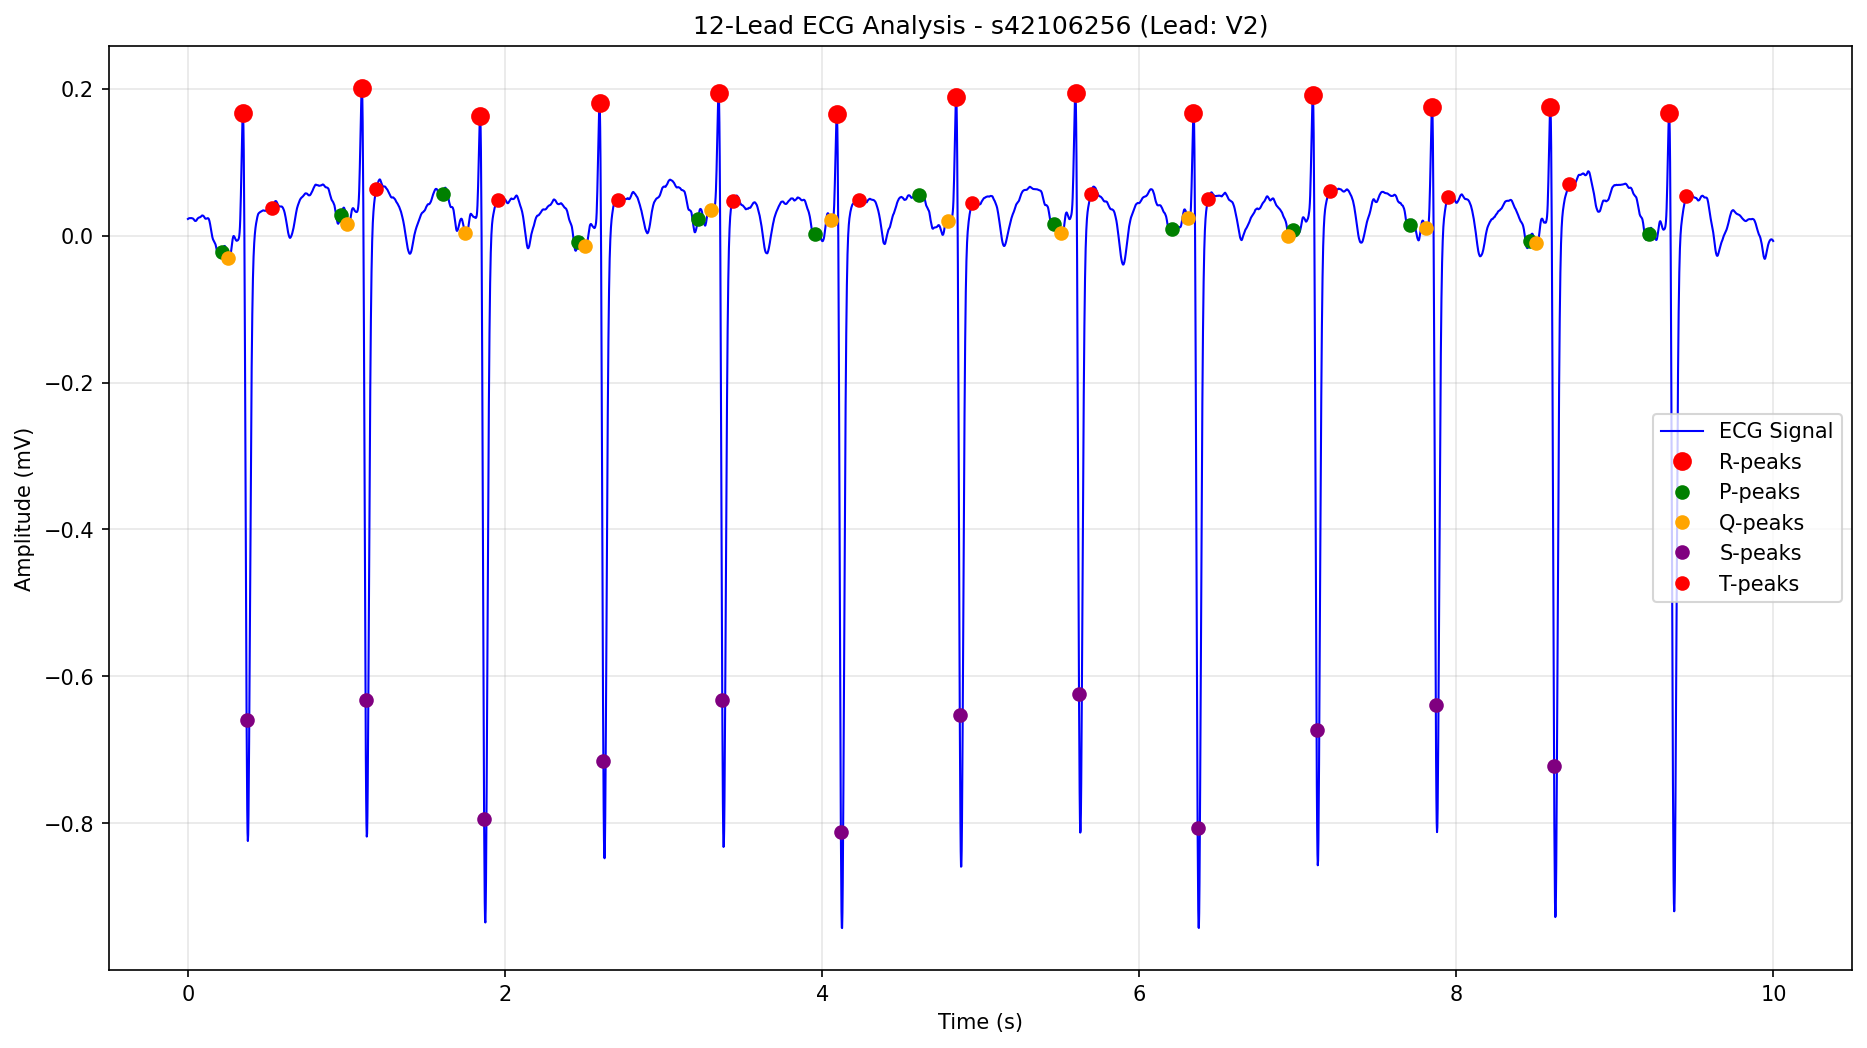 12-Lead ECG Analysis - s42106256 (Lead: V2)
Amplitude (mV)
0.2
0.0
−0.2
−0.4
−0.6
−0.8
ECG Signal
R-peaks
P-peaks
Q-peaks
S-peaks
T-peaks
0 2 4 6 8 10
Time (s)